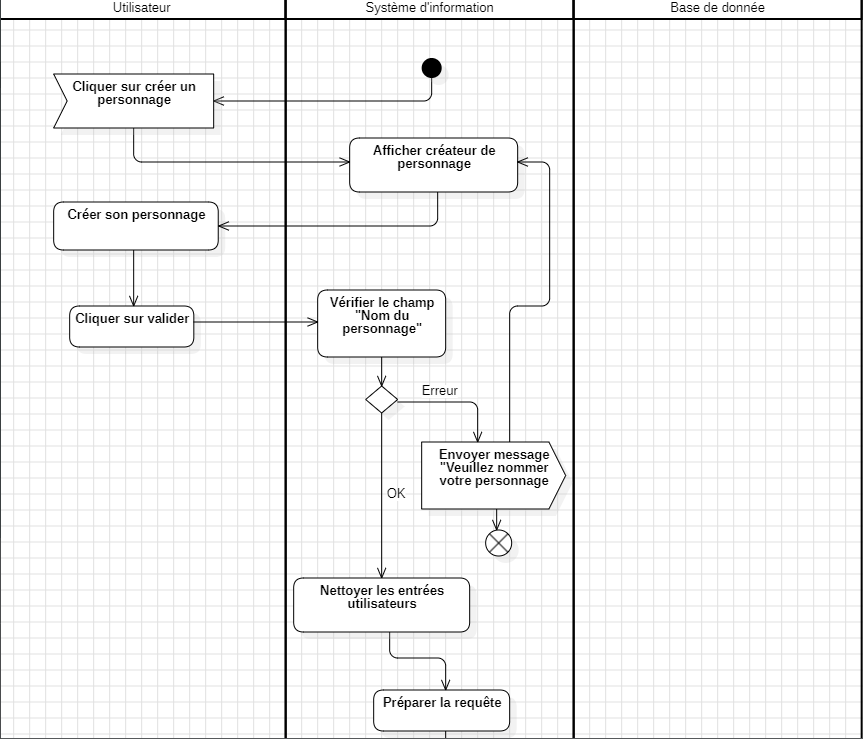 Utilisateur
Système d'information
Base de donnée
Cliquer sur créer un
personnage
Afficher créateur de
personnage
Créer son personnage
Cliquer sur valider
Vérifier le champ
"Nom du
personnage"
Erreur
Envoyer message
"Veuillez nommer
votre personnage
OK
Nettoyer les entrées
utilisateurs
Préparer la requête